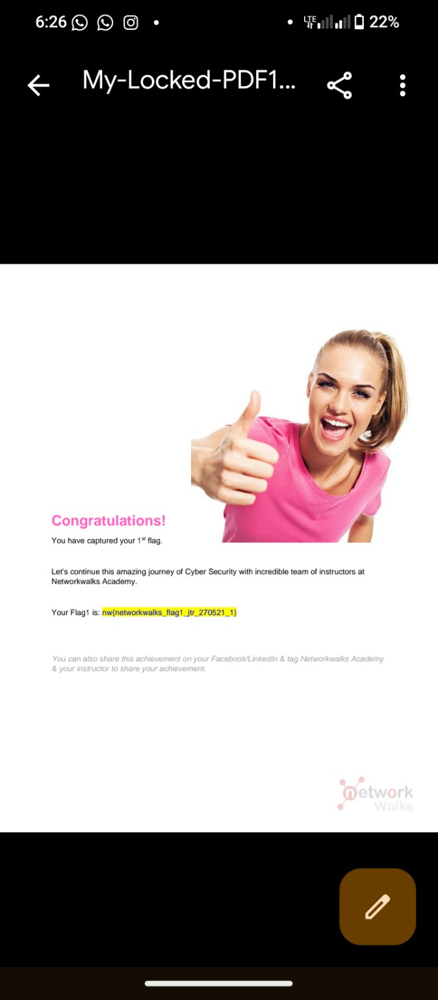 6:26
LTE
22%
My-Locked-PDF1...
Congratulations!
You have captured your 1st flag.
Let's continue this amazing journey of Cyber Security with incredible team of instructors at
Networkwalks Academy.
Your Flag1 is: nw{networkwalks_flag1_jtr_270521_1}
You can also share this achievement on your Facebook/LinkedIn & tag Networkwalks Academy
& your instructor to share your achievement.
network
Walks